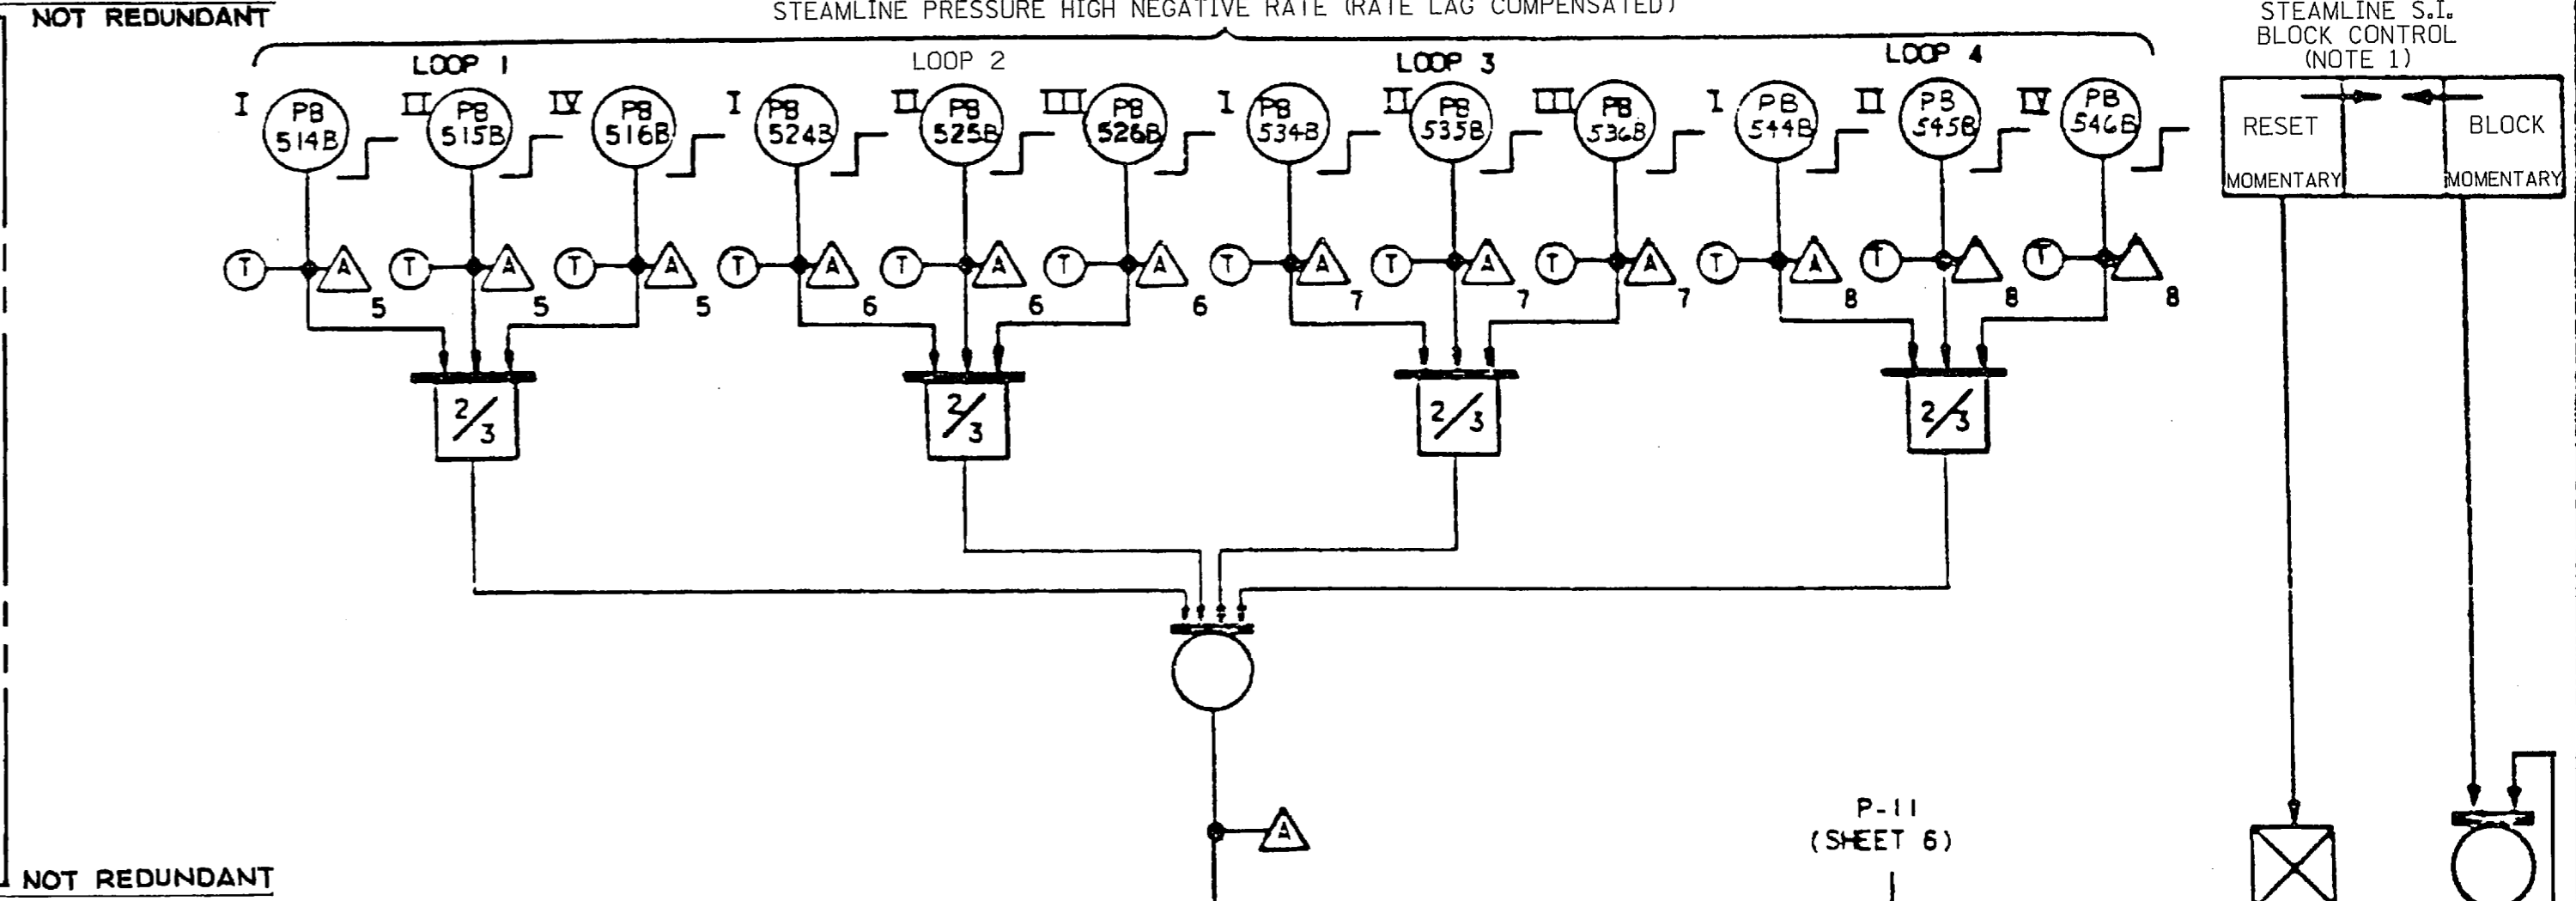 NOT REDUNDANT
STEAMLINE PRESSURE HIGH NEGATIVE RATE (RATE LAG COMPENSATED)
STEAMLINE S.I.
BLOCK CONTROL
(NOTE 1)
LOOP 1
LOOP 2
LOOP 3
LOOP 4
I
PB
514B
II
PB
515B
IV
PB
516B
I
PB
524B
II
PB
525B
III
PB
526B
I
PB
534B
II
PB
535B
III
PB
536B
I
PB
544B
II
PB
545B
IV
PB
546B
RESET
BLOCK
MOMENTARY
MOMENTARY
T
A
5
T
A
5
T
A
5
T
A
6
T
A
6
T
A
6
T
A
7
T
A
7
T
A
7
T
A
8
T
8
T
8
2/3
2/3
2/3
2/3
A
P-11
(SHEET 6)
NOT REDUNDANT